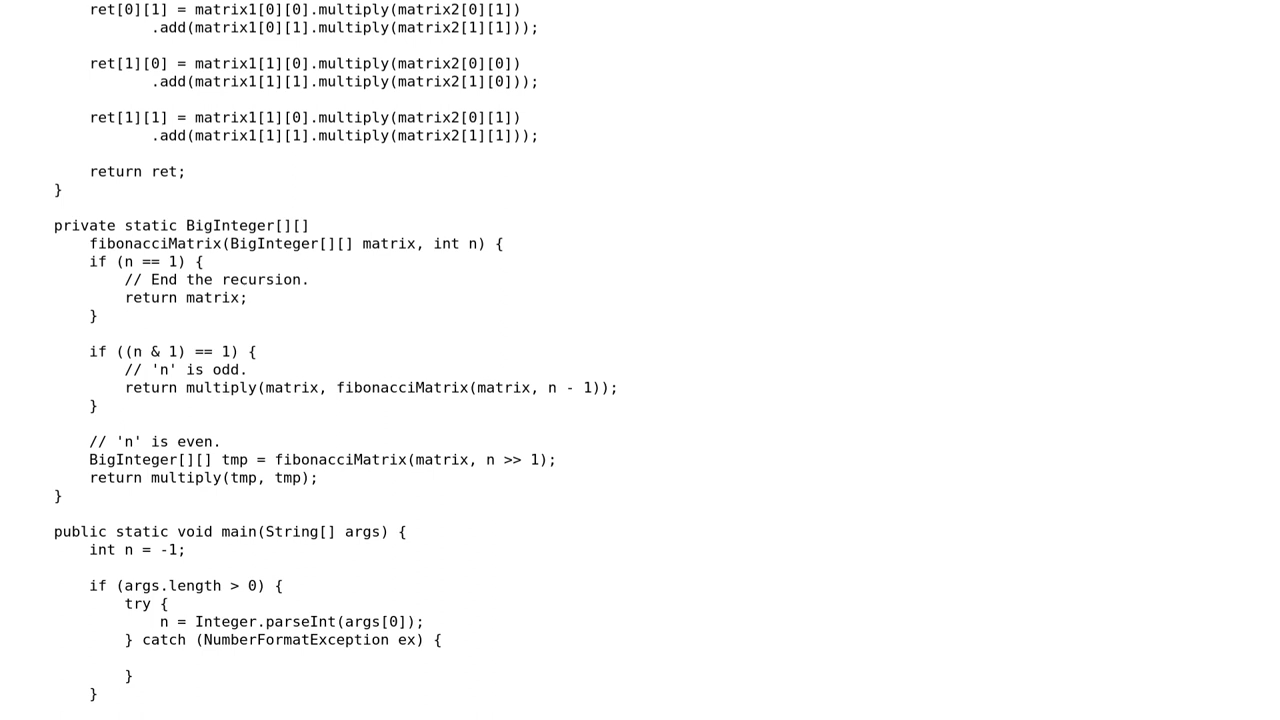 ret[0][1] = matrix1[0][0].multiply(matrix2[0][1])
.add(matrix1[0][1].multiply(matrix2[1][1]));
ret[1][0] = matrix1[1][0].multiply(matrix2[0][0])
.add(matrix1[1][1].multiply(matrix2[1][0]));
ret[1][1] = matrix1[1][0].multiply(matrix2[0][1])
.add(matrix1[1][1].multiply(matrix2[1][1]));
return ret;
}
private static BigInteger[][]
fibonacciMatrix(BigInteger[][] matrix, int n) {
if (n == 1) {
// End the recursion.
return matrix;
}
if ((n & 1) == 1) {
// 'n' is odd.
return multiply(matrix, fibonacciMatrix(matrix, n - 1));
}
// 'n' is even.
BigInteger[][] tmp = fibonacciMatrix(matrix, n >> 1);
return multiply(tmp, tmp);
}
public static void main(String[] args) {
int n = -1;
if (args.length > 0) {
try {
n = Integer.parseInt(args[0]);
} catch (NumberFormatException ex) {
}
}